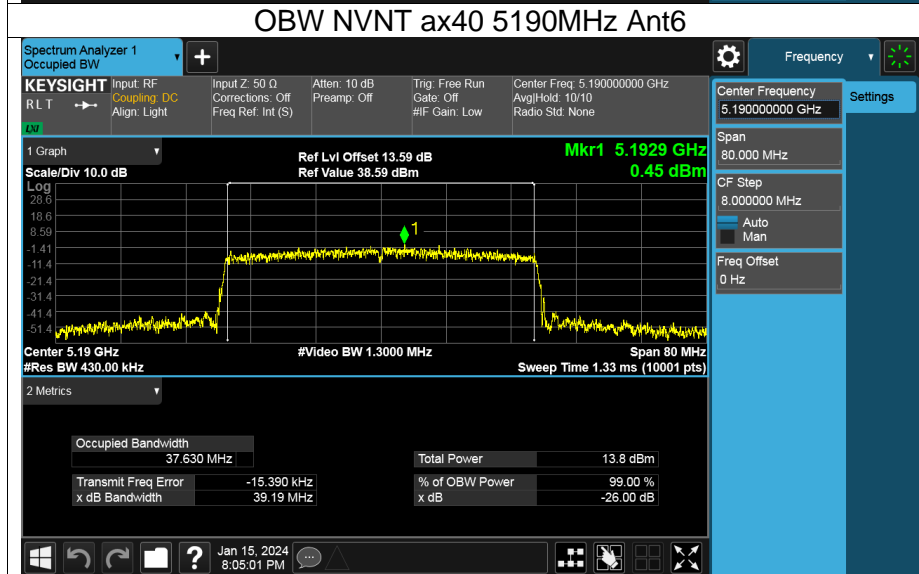 OBW NVNT ax40 5190MHz Ant6
Spectrum Analyzer 1
Occupied BW
+
Frequency
KEYSIGHT
RLT
LXI
Input: RF
Coupling: DC
Align: Light
Input Z: 50 Ω
Corrections: Off
Freq Ref: Int (S)
Atten: 10 dB
Preamp: Off
Trig: Free Run
Gate: Off
#IF Gain: Low
Center Freq: 5.190000000 GHz
Avg|Hold: 10/10
Radio Std: None
Center Frequency
5.190000000 GHz
Settings
Span
80.000 MHz
CF Step
8.000000 MHz
Auto
Man
Freq Offset
0 Hz
1 Graph
Ref Lvl Offset 13.59 dB
Mkr1 5.1929 GHz
Scale/Div 10.0 dB
Ref Value 38.59 dBm
0.45 dBm
Log
28.6
18.6
8.59
-1.41
-11.4
-21.4
-31.4
-41.4
-51.4
1
Center 5.19 GHz
#Video BW 1.3000 MHz
Span 80 MHz
#Res BW 430.00 kHz
Sweep Time 1.33 ms (10001 pts)
2 Metrics
Occupied Bandwidth
37.630 MHz
Total Power 13.8 dBm
Transmit Freq Error -15.390 kHz
% of OBW Power 99.00 %
x dB Bandwidth 39.19 MHz
x dB -26.00 dB
?
Jan 15, 2024
8:05:01 PM